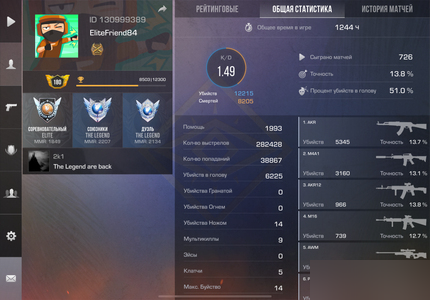 РЕЙТИНГОВЫЕ
ОБЩАЯ СТАТИСТИКА
ИСТОРИЯ МАТЧЕЙ
ID 130999389
EliteFriend84
Общее время в игре 1244 ч
180
8503/12000
K/D
1.49
Убийств 12215
Смертей 8205
Сыграно матчей 726
Точность 13.8 %
Процент убийств в голову 51.0 %
СОРЕВНОВАТЕЛЬНЫЙ
ELITE
MMR: 1949
СОЮЗНИКИ
THE LEGEND
MMR: 2207
ДУЭЛЬ
THE LEGEND
MMR: 2134
2k1
The Legend are back
Помощь 1993
Кол-во выстрелов 282428
Кол-во попаданий 38867
Убийств в голову 6225
Убийства Гранатой 0
Убийства Огнем 0
Убийства Ножом 14
Мультикиллы 9
Эйсы 0
Клатчи 5
Макс. Буйство 14
1. AKR
Убийств 5345 Точность 13.7 %
2. M4A1
Убийств 3160 Точность 13.1 %
3. AKR12
Убийств 966 Точность 13.8 %
4. M16
Убийств 739 Точность 12.7 %
5. AWM